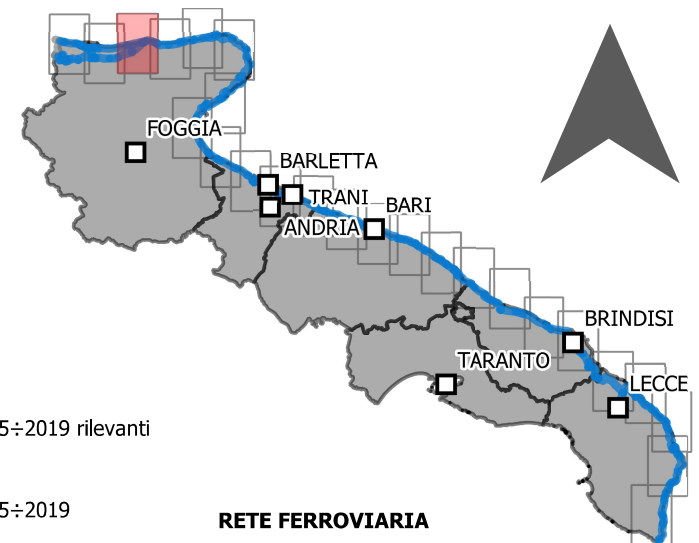 FOGGIA
BARLETTA
TRANI
BARI
ANDRIA
BRINDISI
TARANTO
LECCE
5÷2019 rilevanti
5÷2019
RETE FERROVIARIA